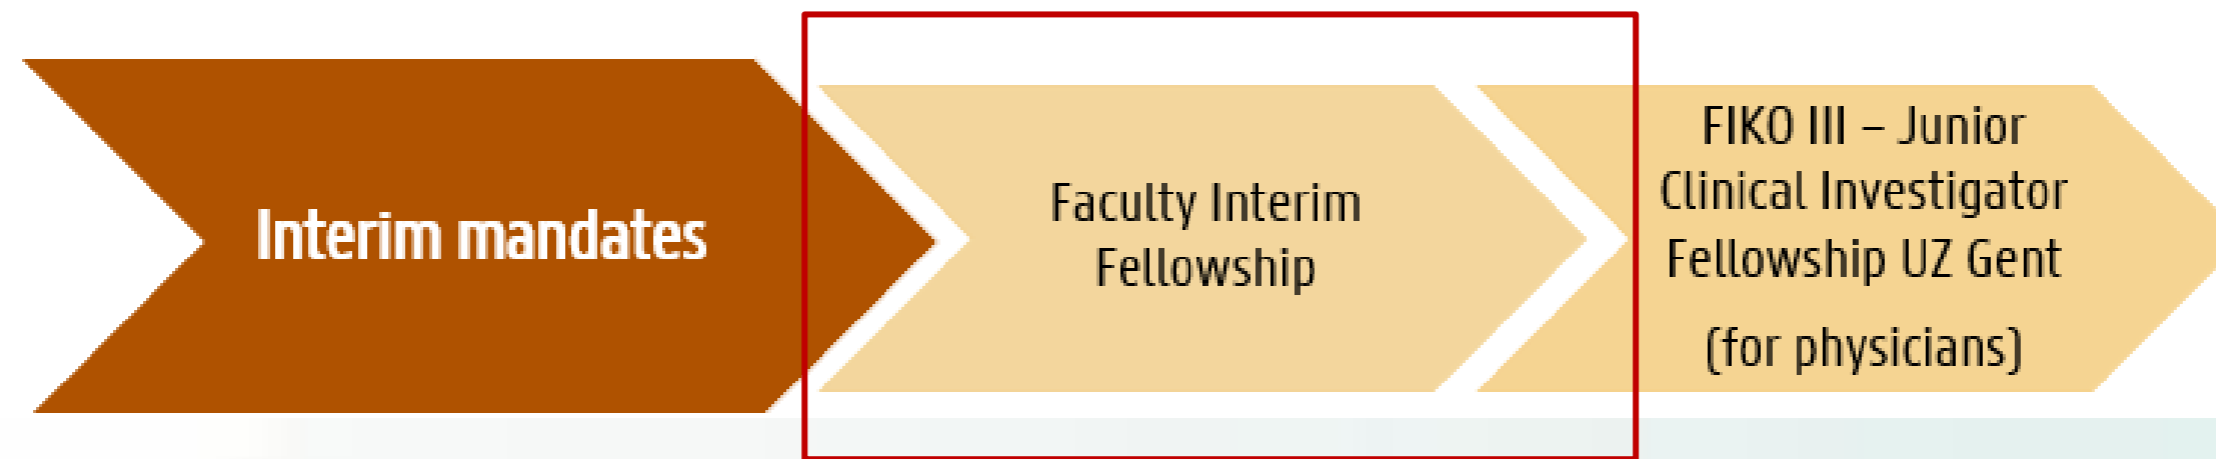 Interim mandates
Faculty Interim
Fellowship
FIKO III – Junior
Clinical Investigator
Fellowship UZ Gent
(for physicians)